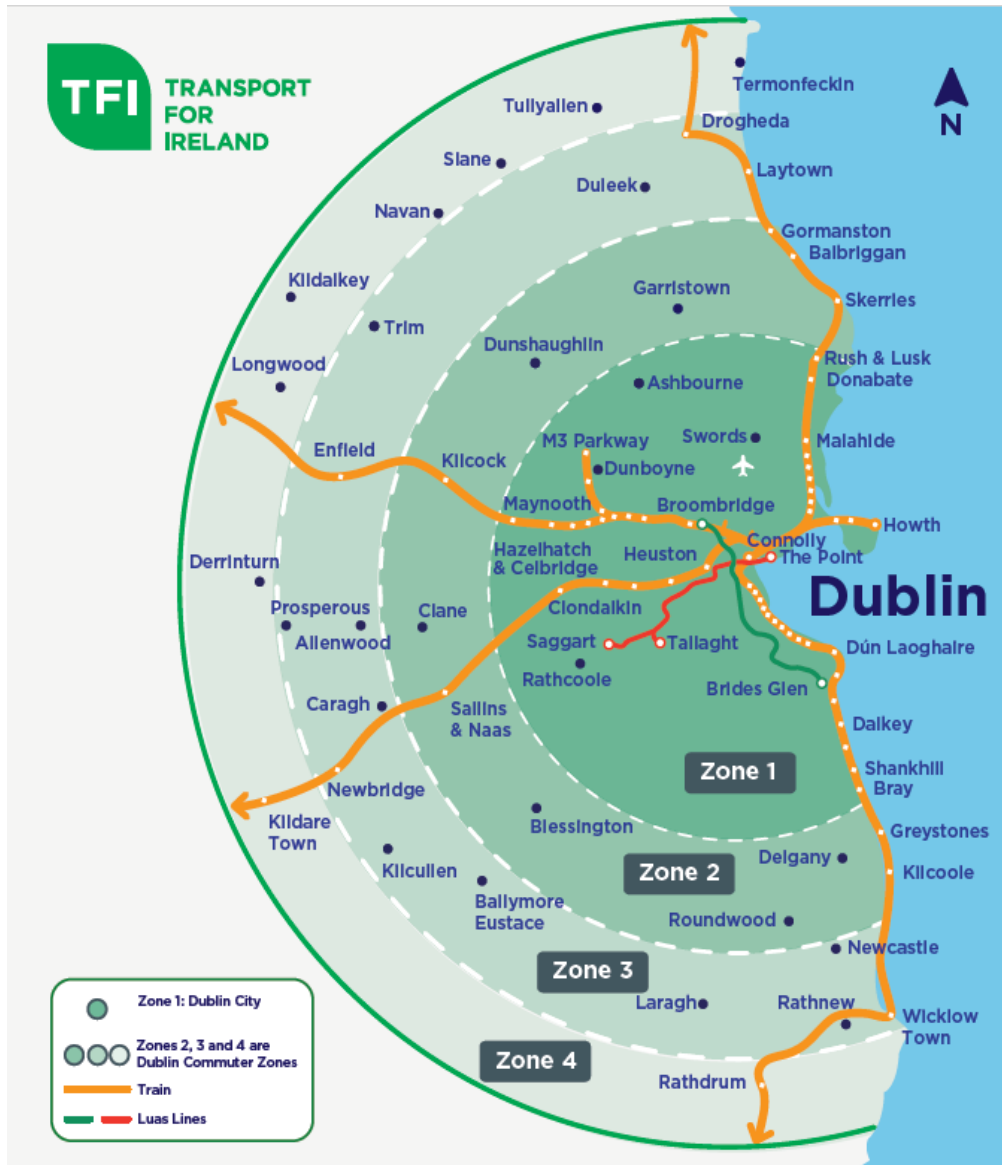 TFI
TRANSPORT
FOR
IRELAND
N
Termonfeckin
Tullyallen
Drogheda
Slane
Laytown
Duleek
Navan
Gormanston
Balbriggan
Kildalkey
Garristown
Skerries
Trim
Dunshaughlin
Longwood
Rush & Lusk
Donabate
Ashbourne
M3 Parkway
Swords
Malahide
Enfield
Kilcock
Dunboyne
Maynooth
Broombridge
Howth
Connolly
Hazelhatch
& Celbridge
Heuston
The Point
Derrinturn
Dublin
Prosperous
Clane
Clondalkin
Allenwood
Saggart
Tallaght
Dún Laoghaire
Rathcoole
Brides Glen
Caragh
Sallins
& Naas
Dalkey
Zone 1
Shankhill
Bray
Newbridge
Kildare
Town
Blessington
Greystones
Delgany
Kilcullen
Zone 2
Kilcoole
Ballymore
Eustace
Roundwood
Newcastle
Zone 3
Laragh
Rathnew
Wicklow
Town
Zone 4
Rathdrum
Zone 1: Dublin City
Zones 2, 3 and 4 are
Dublin Commuter Zones
Train
Luas Lines